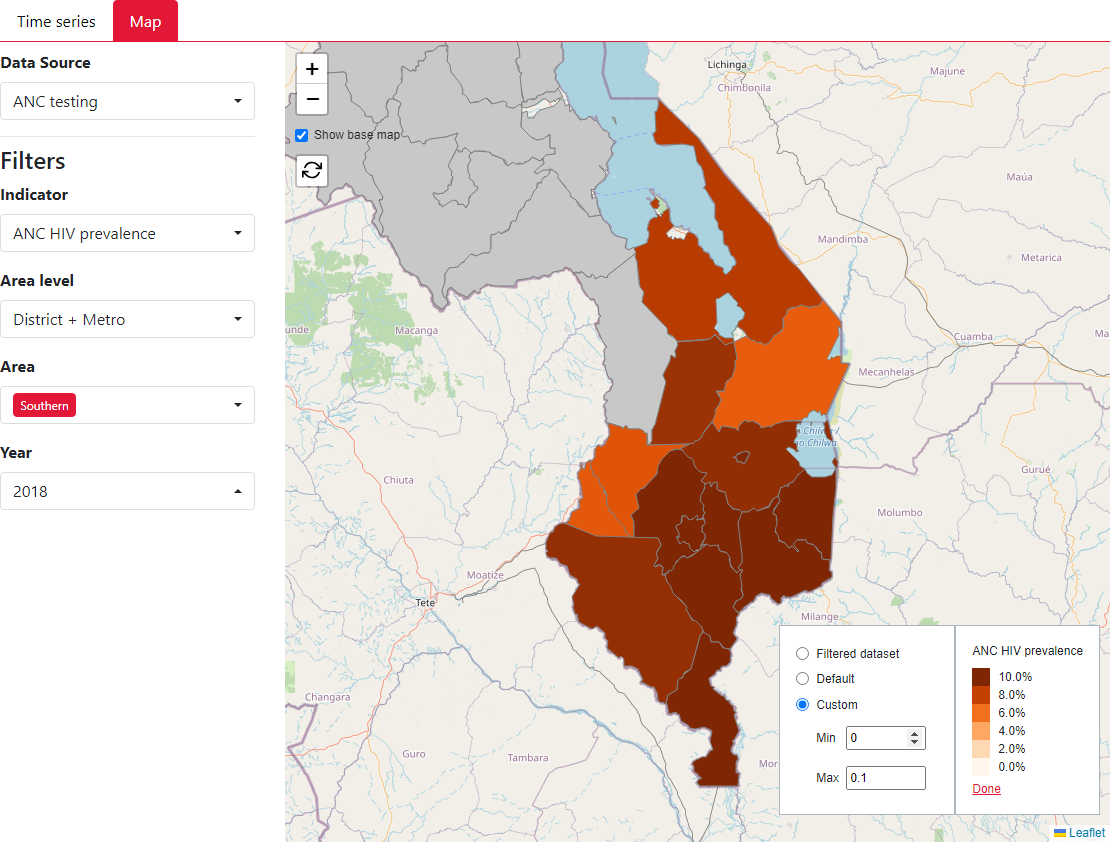 Time series
Map
Data Source
ANC testing
Filters
Indicator
ANC HIV prevalence
Area level
District + Metro
Area
Southern
Year
2018
+
−
Show base map
Lichinga
Chimbonila
Majune
Maúa
Mandimba
Metarica
Macanga
Cuamba
Mecanhelas
Chiuta
Gurué
Molumbo
Moatize
Tete
Milange
Changara
Guro
Tambara
Filtered dataset
Default
Custom
Min
0
Max
0.1
ANC HIV prevalence
10.0%
8.0%
6.0%
4.0%
2.0%
0.0%
Done
Leaflet